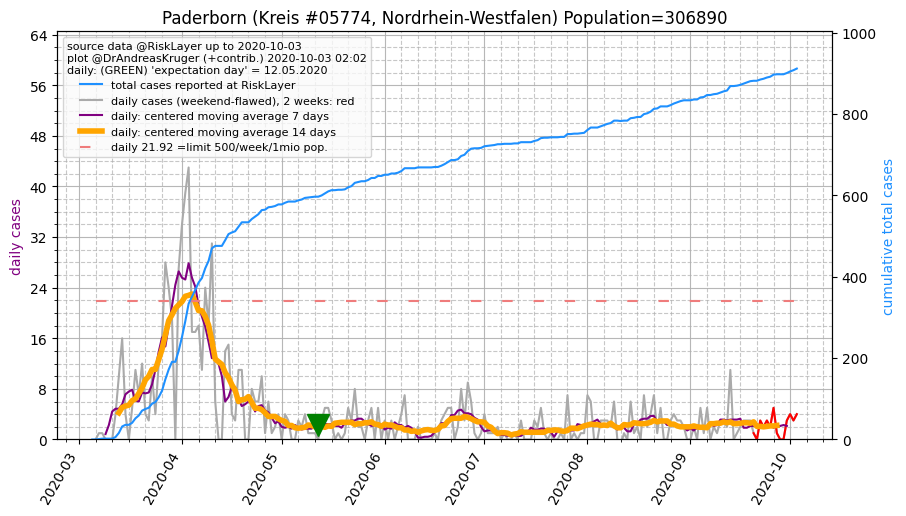 Paderborn (Kreis #05774, Nordrhein-Westfalen) Population=306890
source data @RiskLayer up to 2020-10-03
plot @DrAndreasKruger (+contrib.) 2020-10-03 02:02
daily: (GREEN) 'expectation day' = 12.05.2020
total cases reported at RiskLayer
daily cases (weekend-flawed), 2 weeks: red
daily: centered moving average 7 days
daily: centered moving average 14 days
daily 21.92 =limit 500/week/1mio pop.
daily cases
64
56
48
40
32
24
16
8
0
cumulative total cases
1000
800
600
400
200
0
2020-03
2020-04
2020-05
2020-06
2020-07
2020-08
2020-09
2020-10